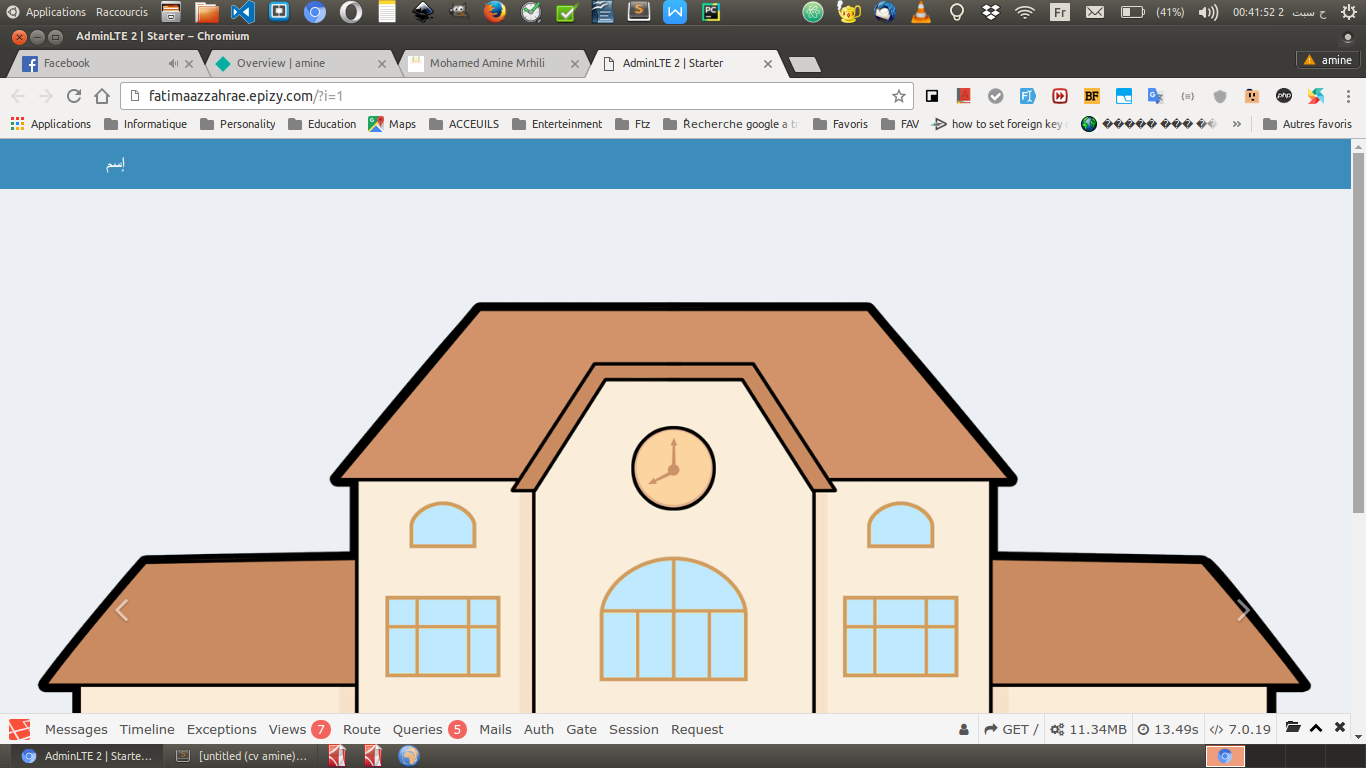 Applications Raccourcis Fr (41%) 00:41:52 2 ح سبت
AdminLTE 2 | Starter – Chromium
Facebook Overview | amine Mohamed Amine Mrhili AdminLTE 2 | Starter amine
fatimaazzahrae.epizy.com/?i=1
Applications Informatique Personality Education Maps ACCEUILS Enterteinment Ftz Recherche google a t Favoris FAV how to set foreign key Autres favoris
إسم
Messages Timeline Exceptions Views 7 Route Queries 5 Mails Auth Gate Session Request GET / 11.34MB 13.49s 7.0.19
AdminLTE 2 | Starte... [untitled (cv amine)...